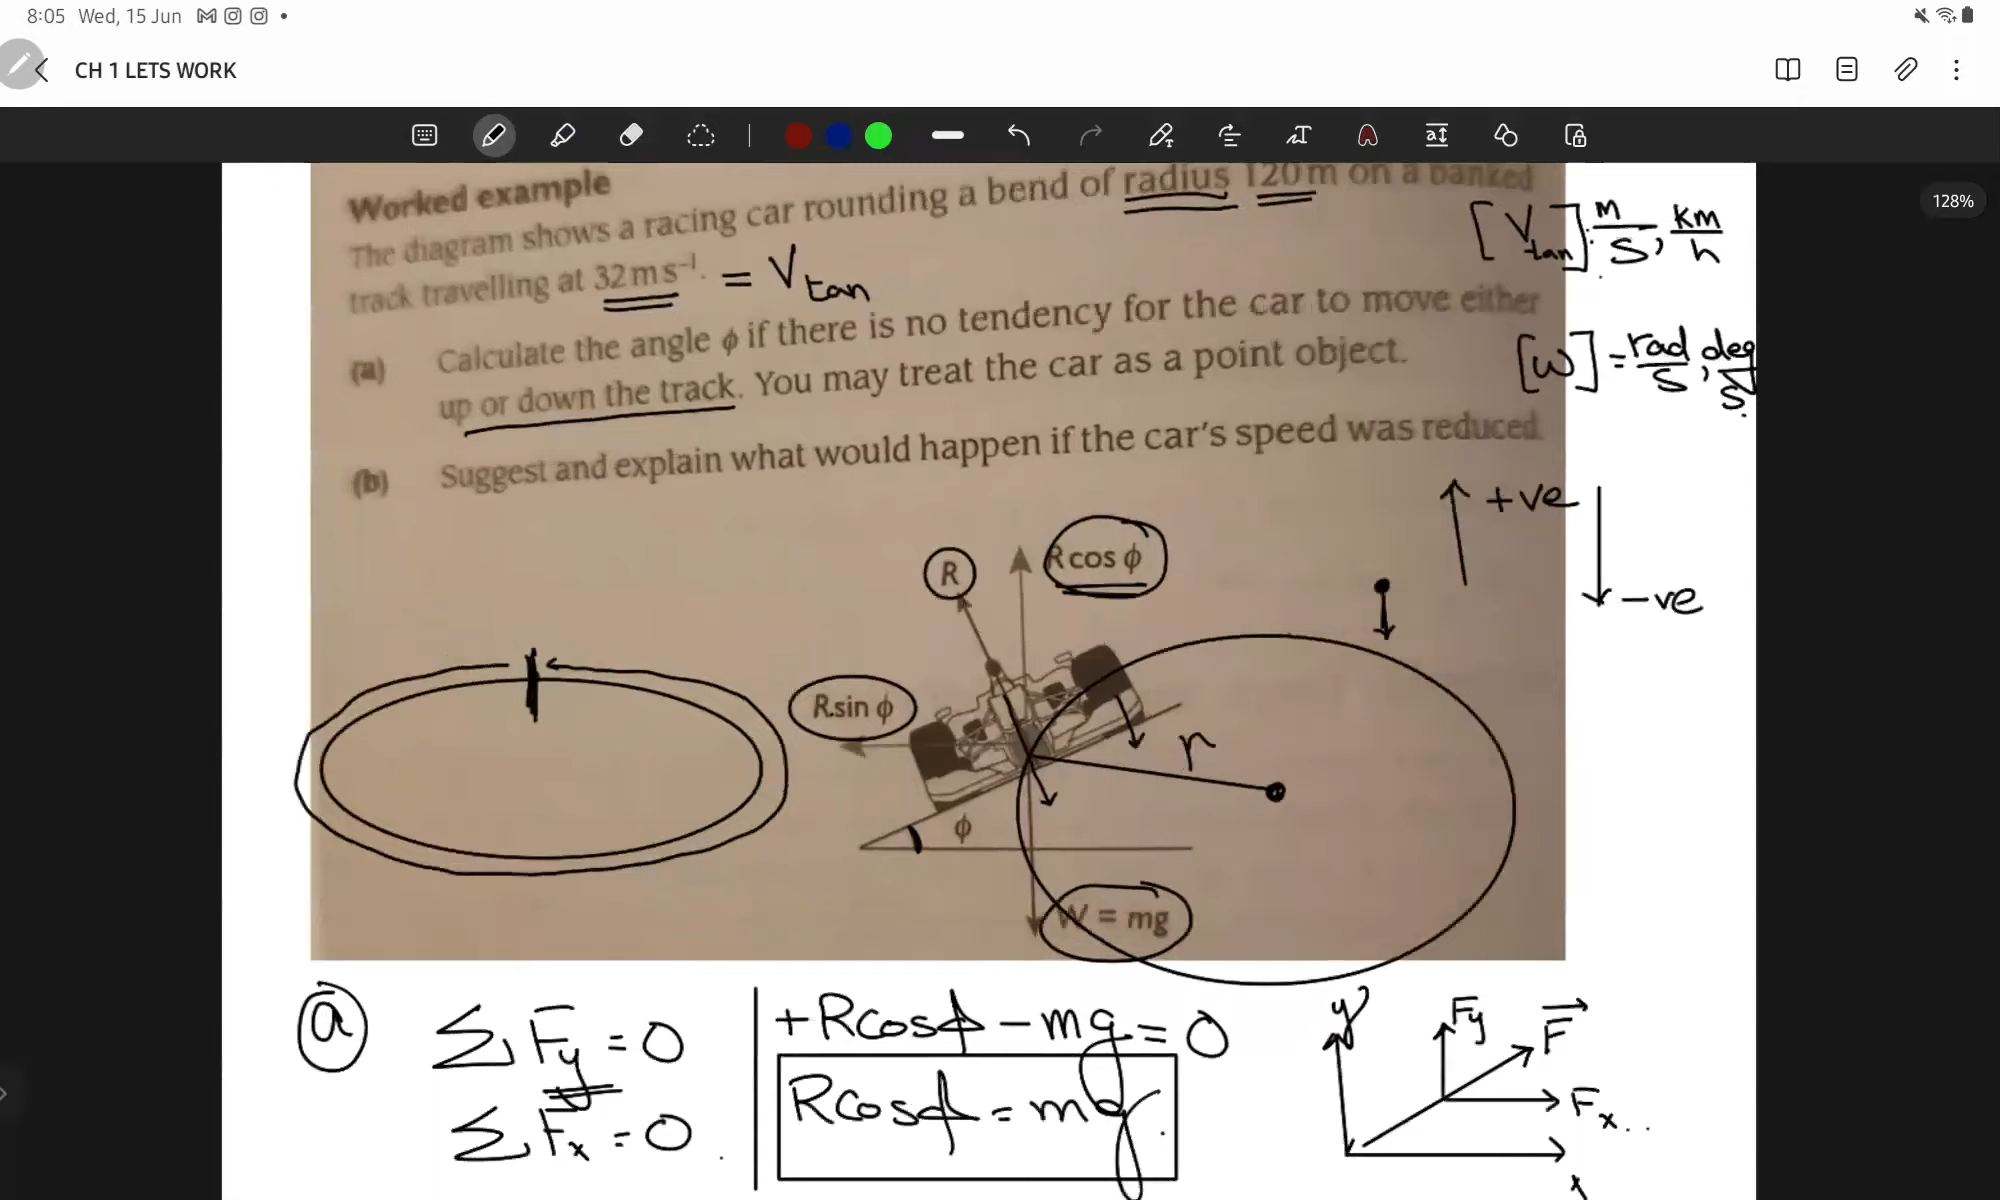 8:05 Wed, 15 Jun
CH 1 LETS WORK
128%
Worked example
The diagram shows a racing car rounding a bend of radius 120 m on a banked
track travelling at 32 m s⁻¹. = V tan
[V tan] : m/s, km/h
(a) Calculate the angle ϕ if there is no tendency for the car to move either
up or down the track. You may treat the car as a point object.
[w] = rad/s, deg/s.
(b) Suggest and explain what would happen if the car's speed was reduced.
+ve
-ve
R
R cos ϕ
R sin ϕ
r
ϕ
W = mg
a
ΣFy = 0
ΣFx = 0
+Rcosϕ - mg = 0
Rcosϕ = mg
y
Fy
F
Fx
x